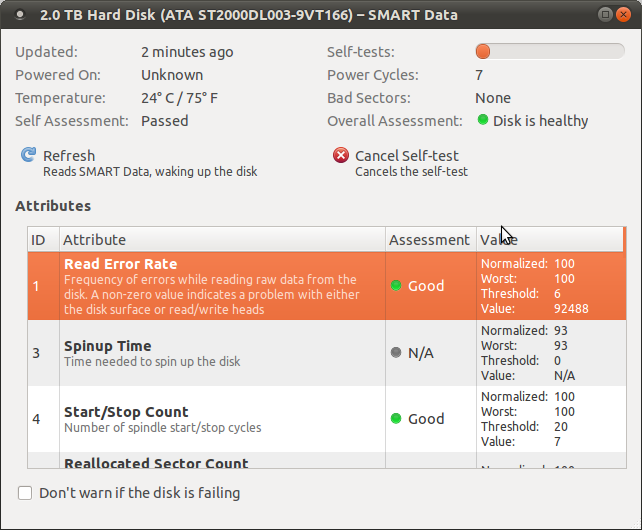 2.0 TB Hard Disk (ATA ST2000DL003-9VT166) – SMART Data
Updated: 2 minutes ago
Self-tests:
Powered On: Unknown
Power Cycles: 7
Temperature: 24° C / 75° F
Bad Sectors: None
Self Assessment: Passed
Overall Assessment: Disk is healthy
Refresh
Reads SMART Data, waking up the disk
Cancel Self-test
Cancels the self-test
Attributes
ID Attribute Assessment Value
1
Read Error Rate
Frequency of errors while reading raw data from the
disk. A non-zero value indicates a problem with either
the disk surface or read/write heads
Good
Normalized: 100
Worst: 100
Threshold: 6
Value: 92488
3
Spinup Time
Time needed to spin up the disk
N/A
Normalized: 93
Worst: 93
Threshold: 0
Value: N/A
4
Start/Stop Count
Number of spindle start/stop cycles
Good
Normalized: 100
Worst: 100
Threshold: 20
Value: 7
Reallocated Sector Count
Normalized: 100
Don't warn if the disk is failing